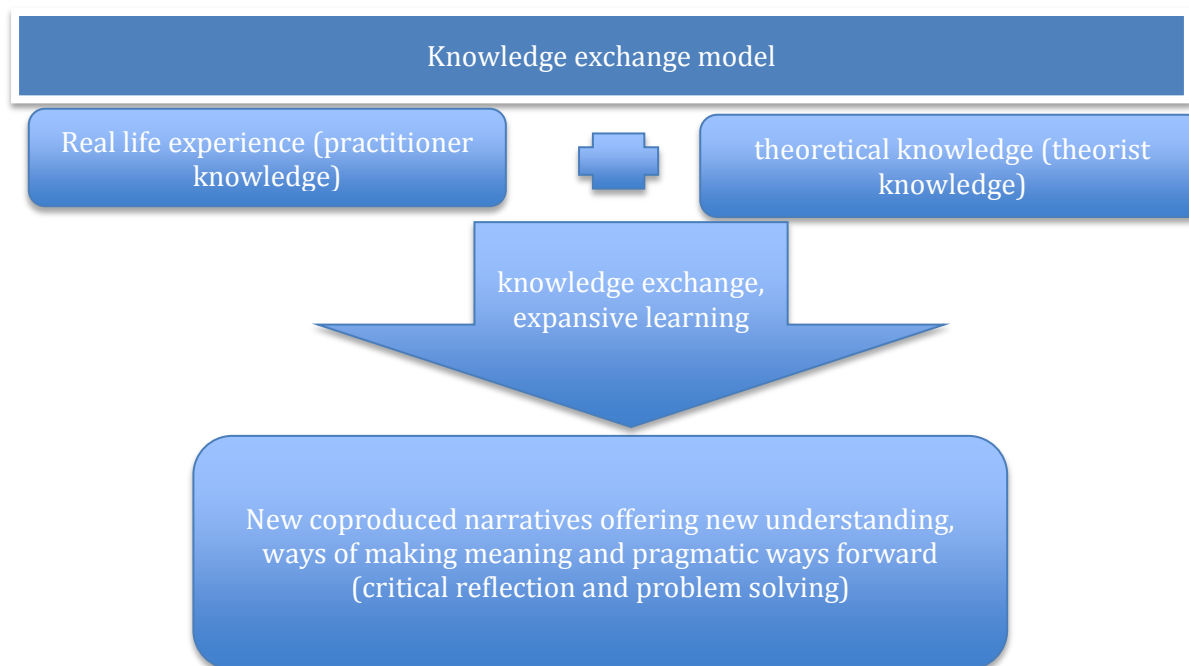 Knowledge exchange model
Real life experience (practitioner
knowledge)
theoretical knowledge (theorist
knowledge)
knowledge exchange,
expansive learning
New coproduced narratives offering new understanding,
ways of making meaning and pragmatic ways forward
(critical reflection and problem solving)